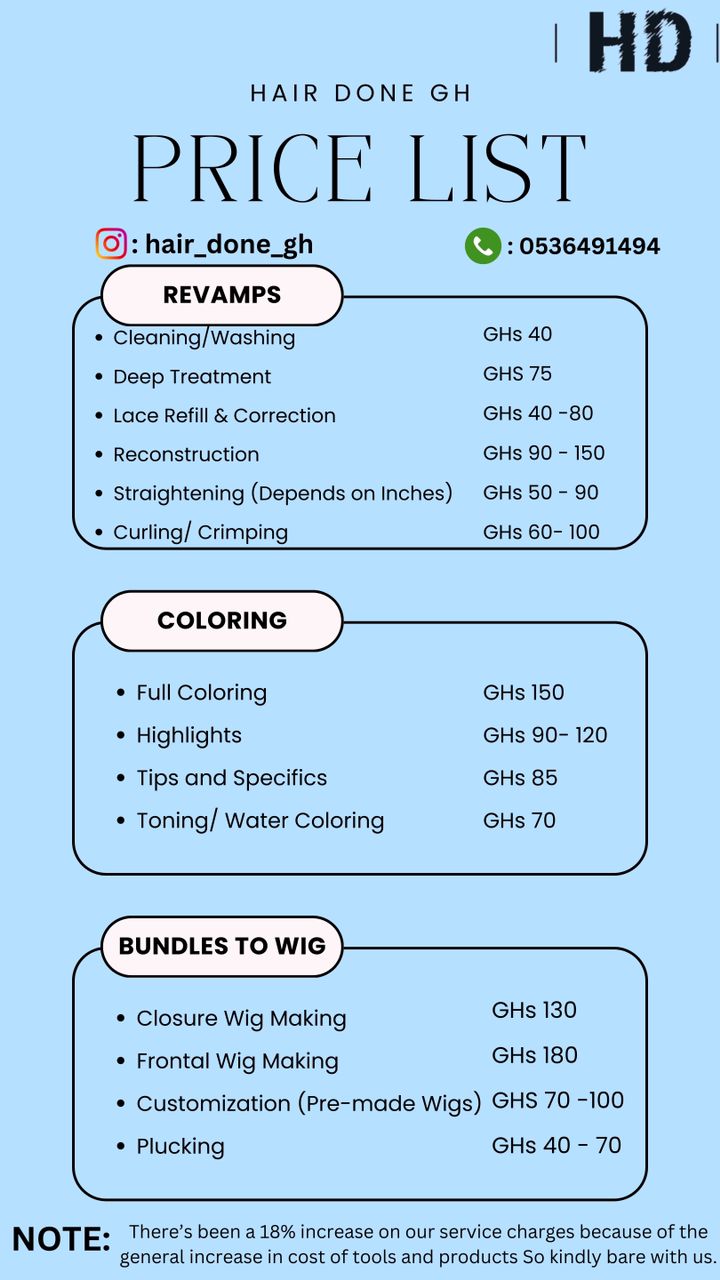 HD
HAIR DONE GH
PRICE LIST
: hair_done_gh : 0536491494
REVAMPS
• Cleaning/Washing GHs 40
• Deep Treatment GHS 75
• Lace Refill & Correction GHs 40 -80
• Reconstruction GHs 90 - 150
• Straightening (Depends on Inches) GHs 50 - 90
• Curling/ Crimping GHs 60- 100
COLORING
• Full Coloring GHs 150
• Highlights GHs 90- 120
• Tips and Specifics GHs 85
• Toning/ Water Coloring GHs 70
BUNDLES TO WIG
• Closure Wig Making GHs 130
• Frontal Wig Making GHs 180
• Customization (Pre-made Wigs) GHS 70 -100
• Plucking GHs 40 - 70
NOTE: There’s been a 18% increase on our service charges because of the
general increase in cost of tools and products So kindly bare with us.